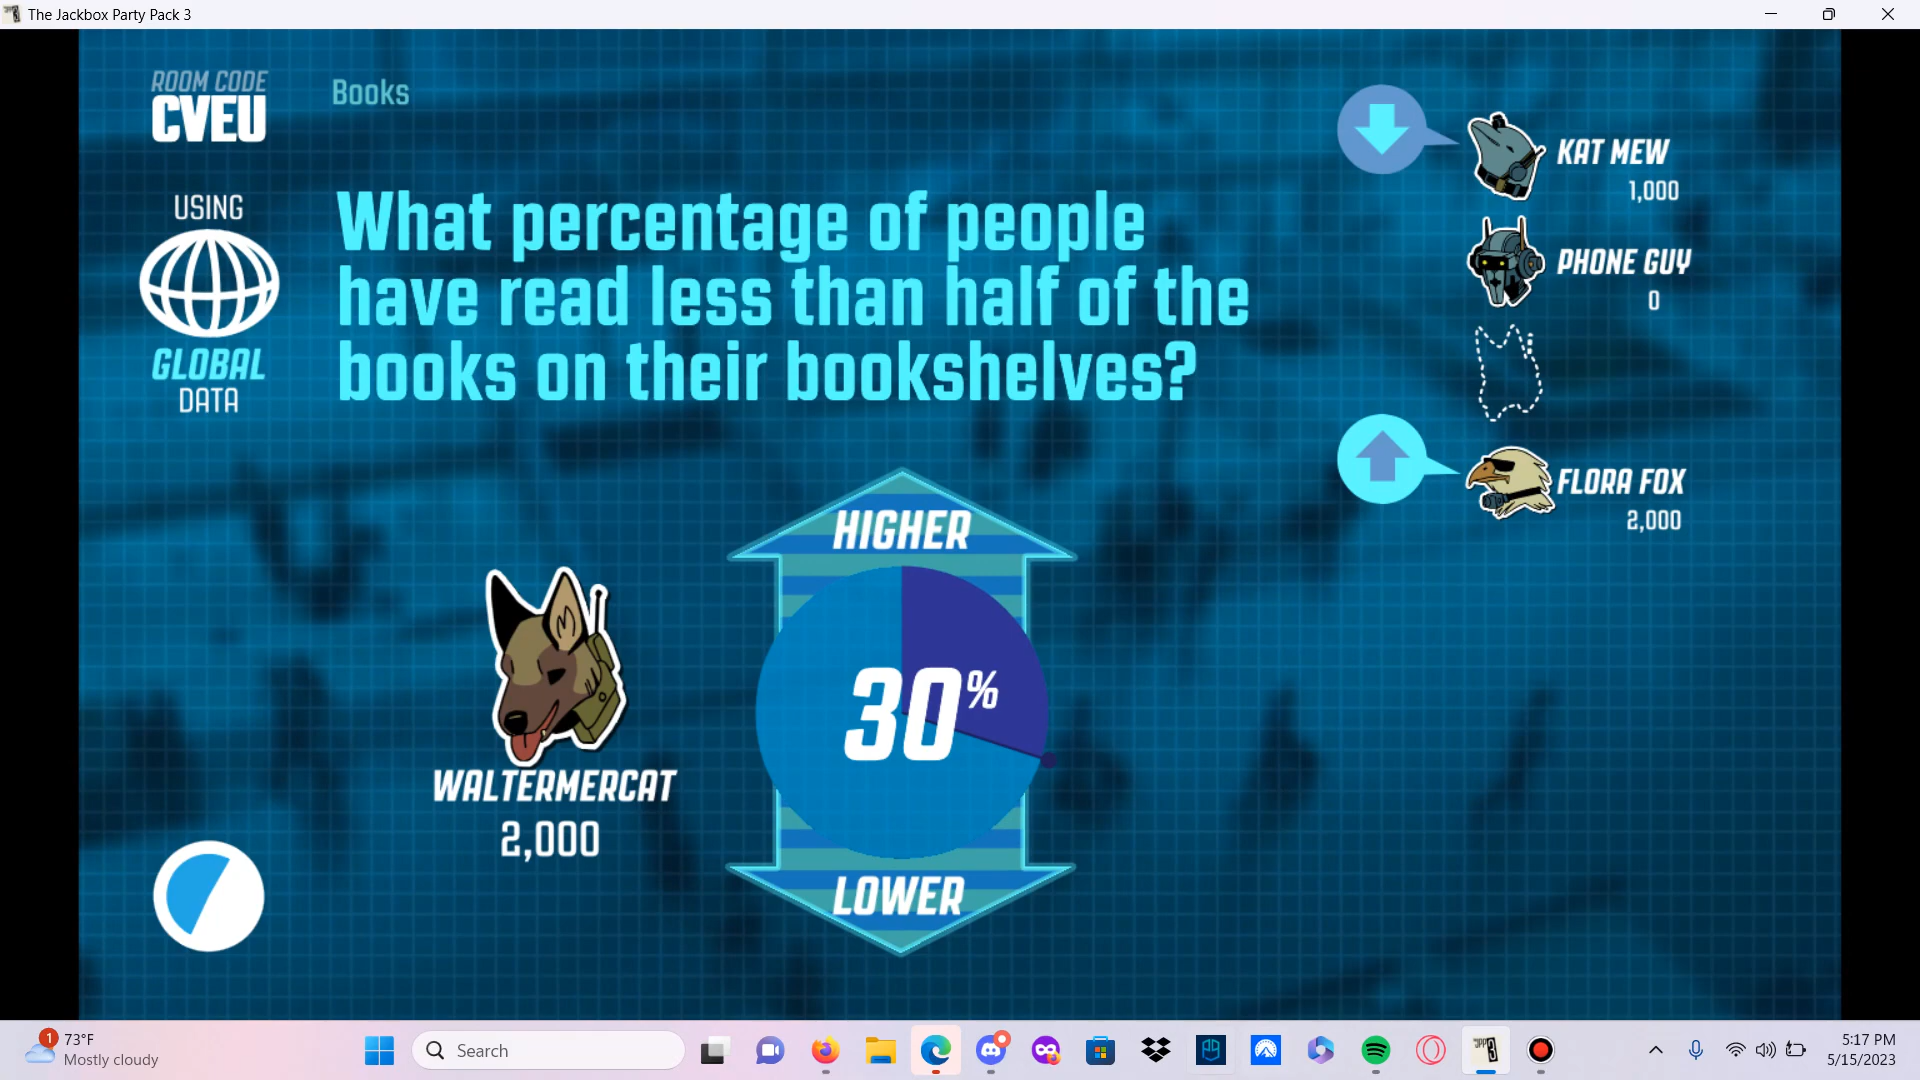 The Jackbox Party Pack 3
ROOM CODE
CVEU
Books
USING
GLOBAL
DATA
What percentage of people
have read less than half of the
books on their bookshelves?
KAT MEW
1,000
PHONE GUY
0
FLORA FOX
2,000
HIGHER
30%
LOWER
WALTERMERCAT
2,000
1
73°F
Mostly cloudy
Search
5:17 PM
5/15/2023